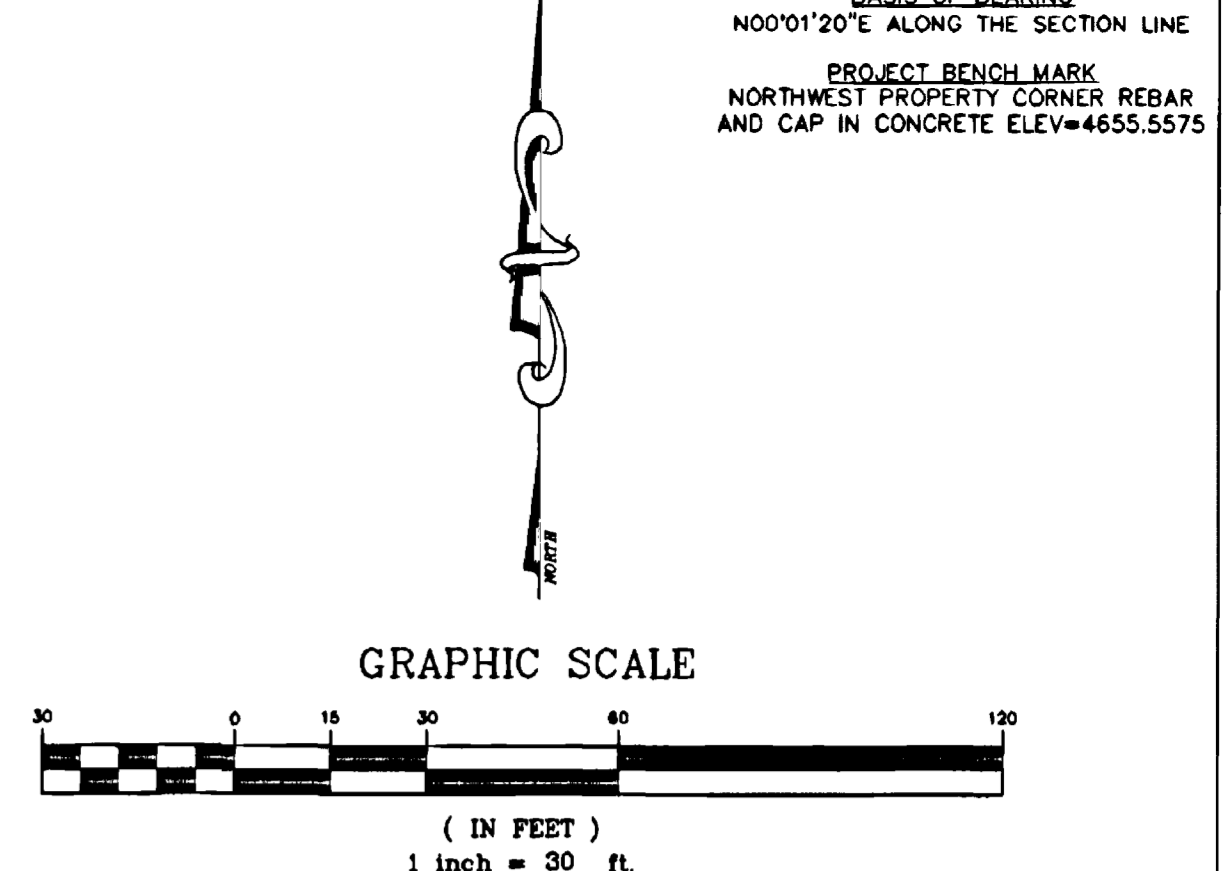 BASIS OF BEARING
N00°01'20"E ALONG THE SECTION LINE
PROJECT BENCH MARK
NORTHWEST PROPERTY CORNER REBAR
AND CAP IN CONCRETE ELEV=4655.5575
NORTH
GRAPHIC SCALE
30 0 15 30 60 120
( IN FEET )
1 inch = 30 ft.